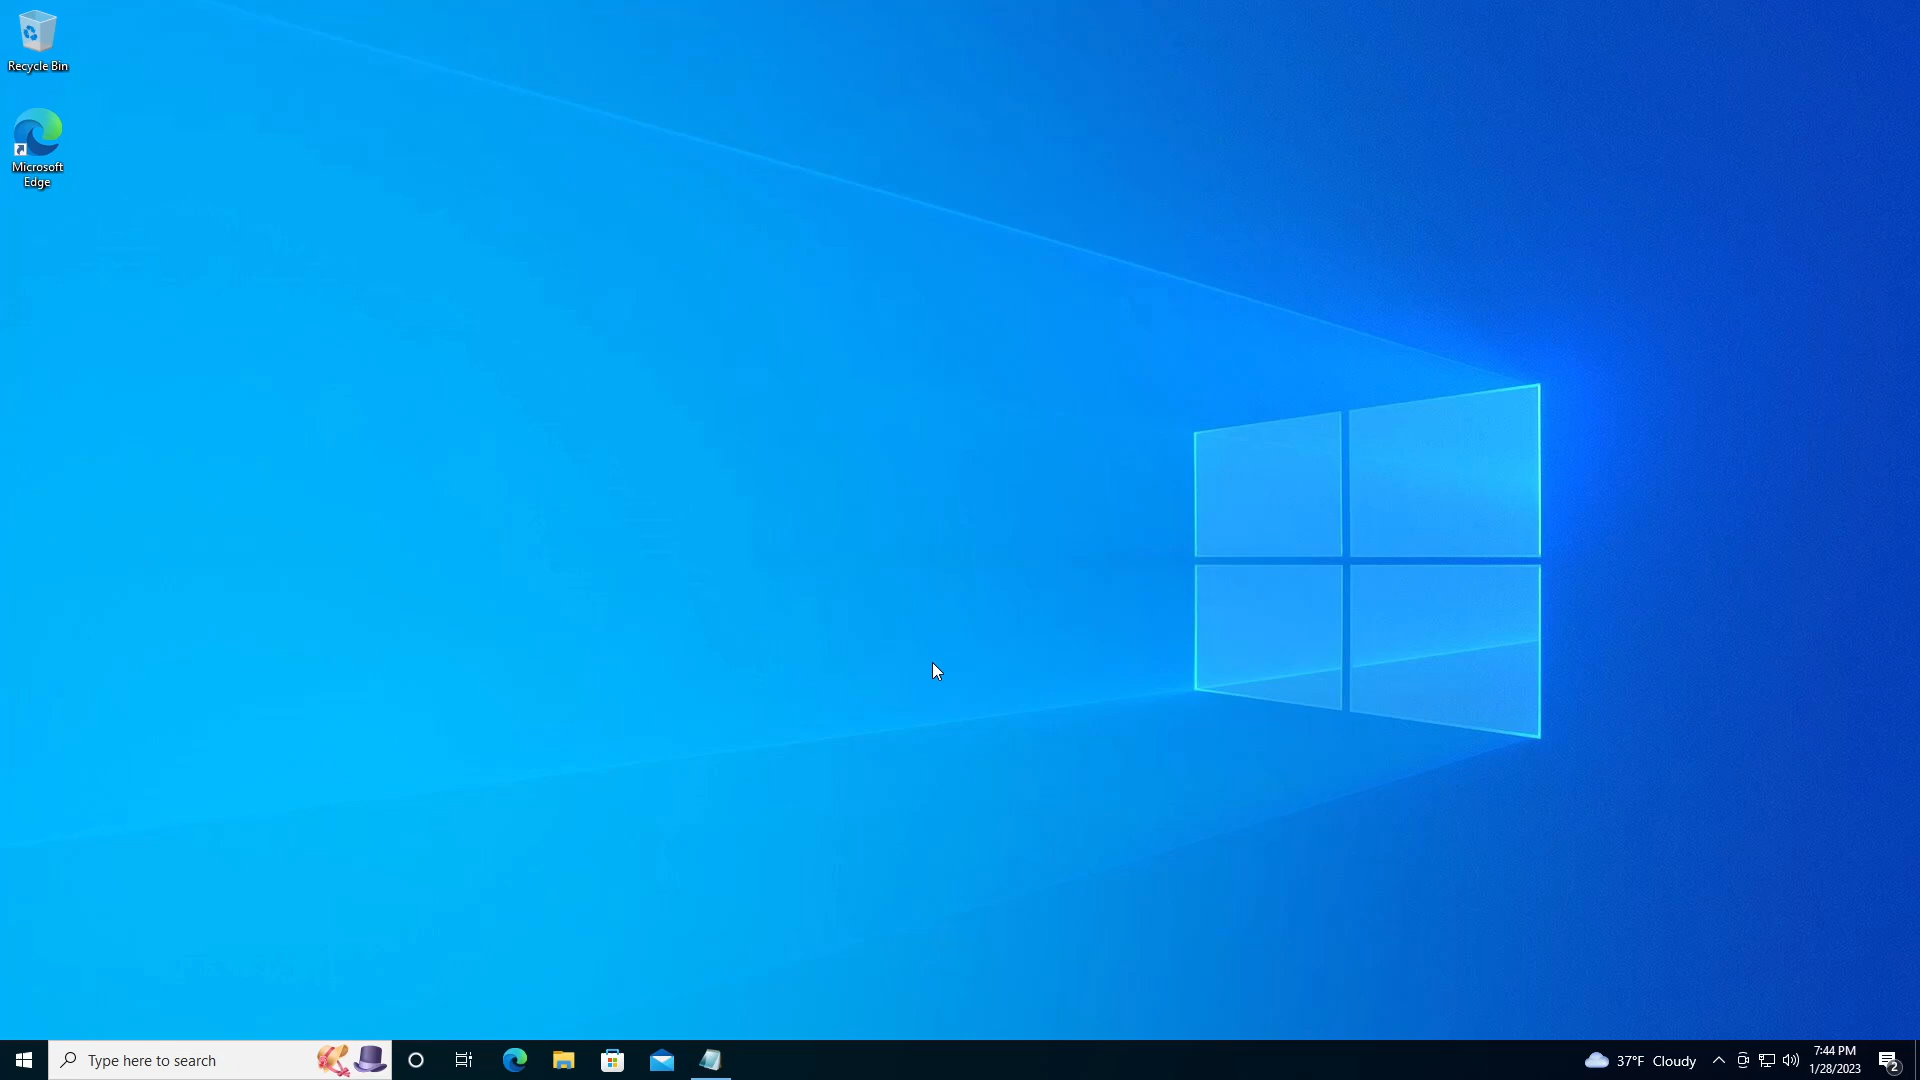 Recycle Bin
Microsoft
Edge
Type here to search
37°F Cloudy
7:44 PM
1/28/2023
2